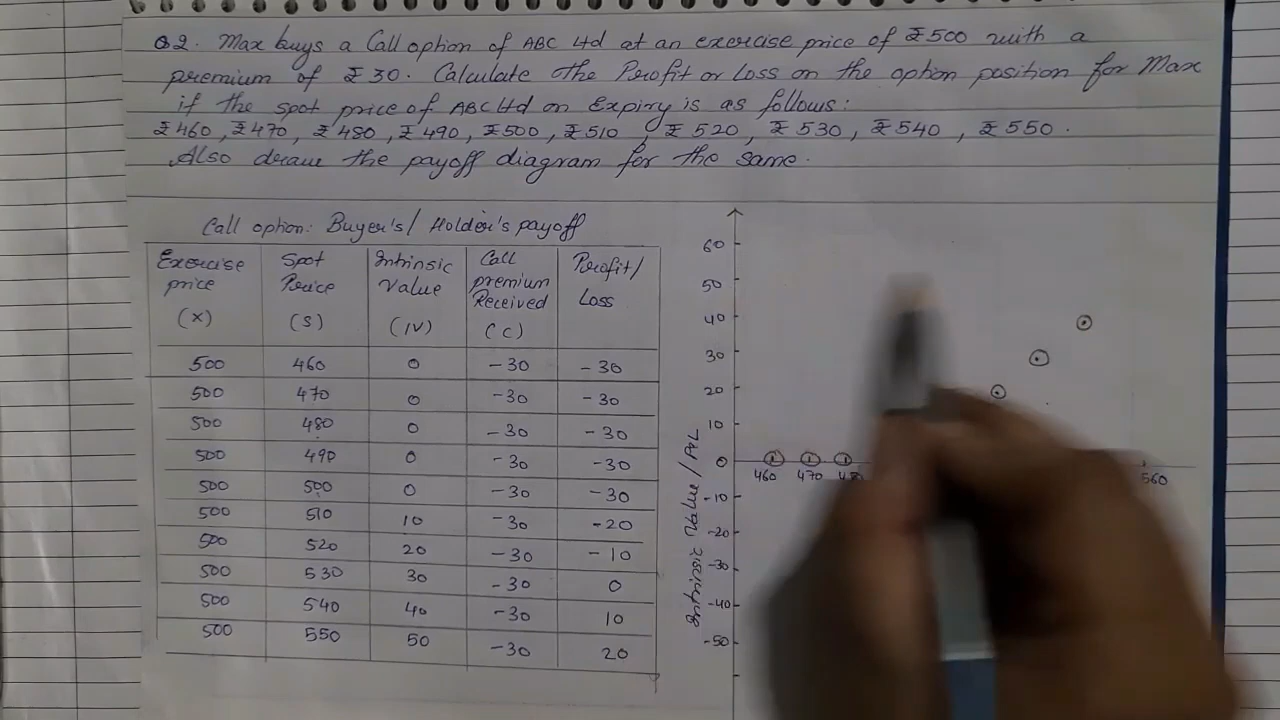 Q2. Max buys a Call option of ABC Ltd at an exercise price of ₹500 with a
premium of ₹30. Calculate the Profit or Loss on the option position for Max
if the spot price of ABC Ltd on Expiry is as follows:
₹460, ₹470, ₹480, ₹490, ₹500, ₹510, ₹520, ₹530, ₹540, ₹550.
Also draw the payoff diagram for the same.
Call option: Buyer's/ Holder's payoff
Exercise price (X) Spot Price (S) Intrinsic Value (IV) Call premium Received (C) Profit/ Loss
500 460 0 -30 -30
500 470 0 -30 -30
500 480 0 -30 -30
500 490 0 -30 -30
500 500 0 -30 -30
500 510 10 -30 -20
500 520 20 -30 -10
500 530 30 -30 0
500 540 40 -30 10
500 550 50 -30 20
Intrinsic Value / P/L
60
50
40
30
20
10
0
460 470 480 560
-10
-20
-30
-40
-50